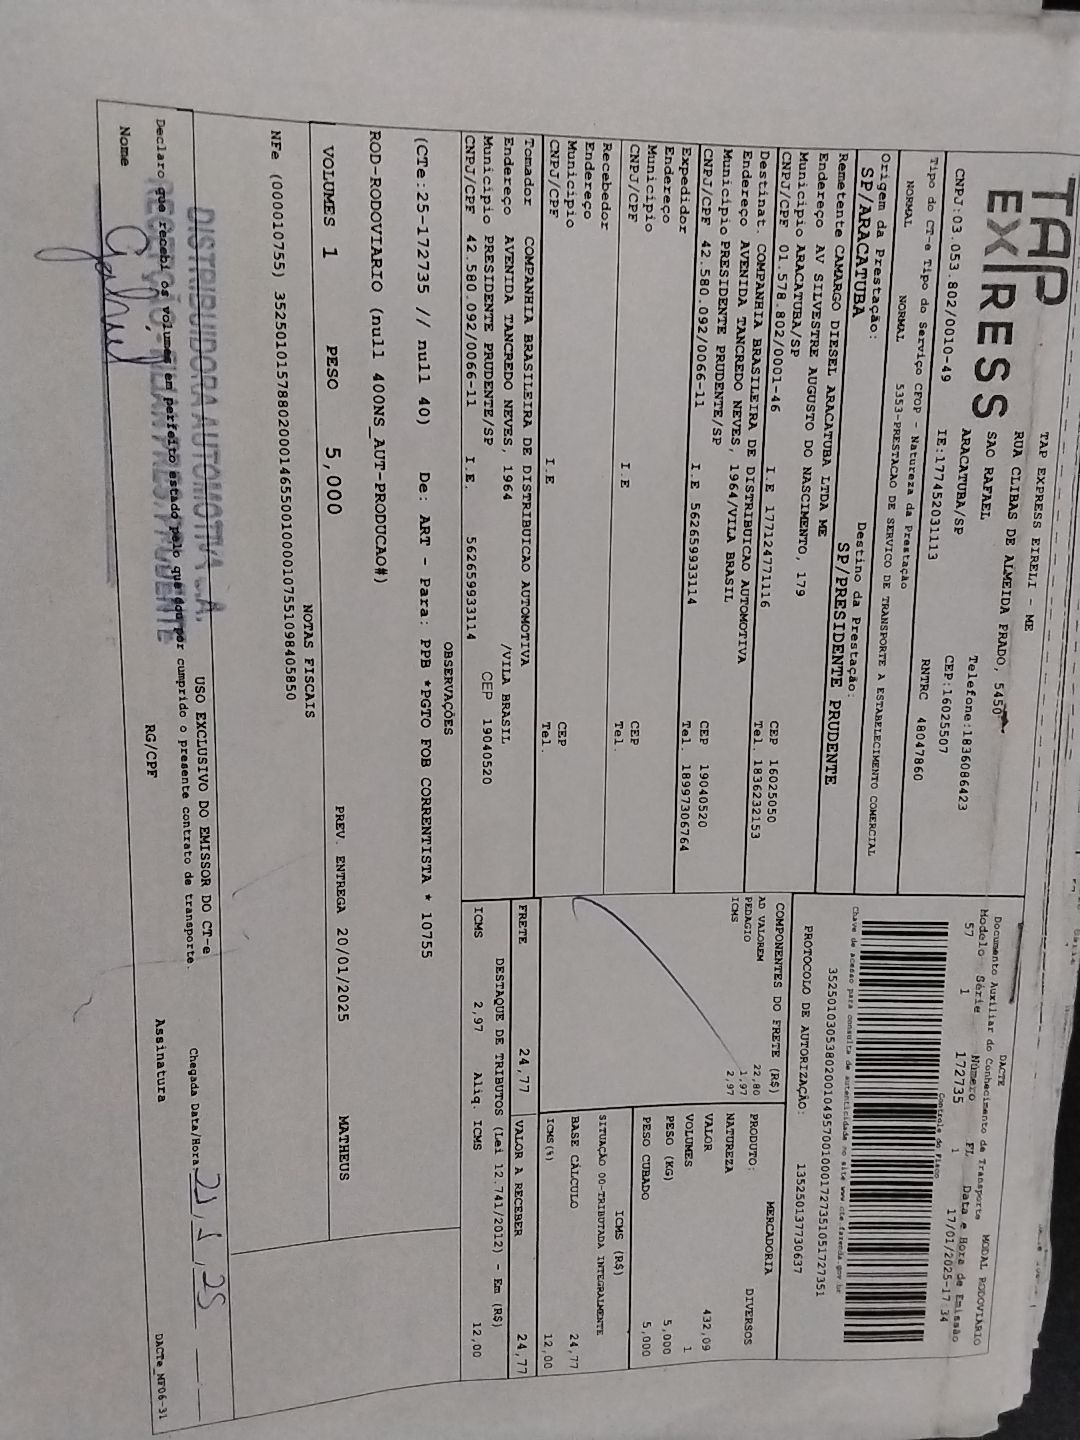 TAP EXPRESS
TAP EXPRESS EIRELI - ME
RUA CLIBAS DE ALMEIDA PRADO, 5450
SAO RAFAEL
ARACATUBA/SP
Telefone:1836086423
CNPJ:03.053.802/0010-49 IE:177452031113 CEP:16025507
RNTRC 48047860
Tipo do CT-e Tipo do Serviço CFOP - Natureza da Prestação
NORMAL NORMAL 5353-PRESTACAO DE SERVICO DE TRANSPORTE A ESTABELECIMENTO COMERCIAL
Origem da Prestação: Destino da Prestação:
SP/ARACATUBA SP/PRESIDENTE PRUDENTE
Remetente CAMARGO DIESEL ARACATUBA LTDA ME
Endereço AV SILVESTRE AUGUSTO DO NASCIMENTO, 179
Município ARACATUBA/SP CEP 16025050
CNPJ/CPF 01.578.802/0001-46 I.E 177124771116 Tel. 1836232153
Destinat. COMPANHIA BRASILEIRA DE DISTRIBUICAO AUTOMOTIVA
Endereço AVENIDA TANCREDO NEVES, 1964/VILA BRASIL
Município PRESIDENTE PRUDENTE/SP CEP 19040520
CNPJ/CPF 42.580.092/0066-11 I.E 562659933114 Tel. 18997306764
Expedidor
Endereço
Município CEP
CNPJ/CPF I.E Tel.
Recebedor
Endereço
Município CEP
CNPJ/CPF I.E Tel.
Tomador COMPANHIA BRASILEIRA DE DISTRIBUICAO AUTOMOTIVA
Endereço AVENIDA TANCREDO NEVES, 1964 /VILA BRASIL
Município PRESIDENTE PRUDENTE/SP CEP 19040520
CNPJ/CPF 42.580.092/0066-11 I.E. 562659933114
DACTE MODAL RODOVIÁRIO
Documento Auxiliar do Conhecimento de Transporte
Modelo Série Número FL Data e Hora de Emissão
57 1 172735 1 17/01/2025-17:34
Controle do Fisco
Chave de acesso para consulta de autenticidade no site www.cte.fazenda.gov.br
35250103053802001049570010001727351051727351
PROTOCOLO DE AUTORIZAÇÃO: 135250137730637
COMPONENTES DO FRETE (R$)
AD VALOREM 22,80
PEDAGIO 1,97
ICMS 2,97
MERCADORIA
PRODUTO: DIVERSOS
NATUREZA
VALOR 432,09
VOLUMES 1
PESO (KG) 5,000
PESO CUBADO 5,000
ICMS (R$)
SITUAÇÃO 00-TRIBUTADA INTEGRALMENTE
BASE CÁLCULO 24,77
ICMS(%) 12,00
FRETE 24,77 VALOR A RECEBER 24,77
DESTAQUE DE TRIBUTOS (Lei 12.741/2012) - Em (R$)
ICMS 2,97 Aliq. ICMS 12,00
OBSERVAÇÕES
(CTe:25-172735 // null 40) De: ART - Para: PPB *PGTO FOB CORRENTISTA * 10755
ROD-RODOVIARIO (null 400NS_AUT-PRODUCAO#)
VOLUMES 1 PESO 5,000 PREV. ENTREGA 20/01/2025 MATHEUS
NOTAS FISCAIS
NFe (000010755) 35250101578802000146550010000107551098405850
USO EXCLUSIVO DO EMISSOR DO CT-e
DISTRIBUIDORA AUTOMOTIVA S.A.
RECEPÇÃO: FILIAN PRES. PRUDENTE
Declaro que recebi os volumes em perfeito estado pelo que dou por cumprido o presente contrato de transporte.
Chegada Data/Hora 21/1/25
Nome Gabriel RG/CPF Assinatura
DACTe_MF06-31